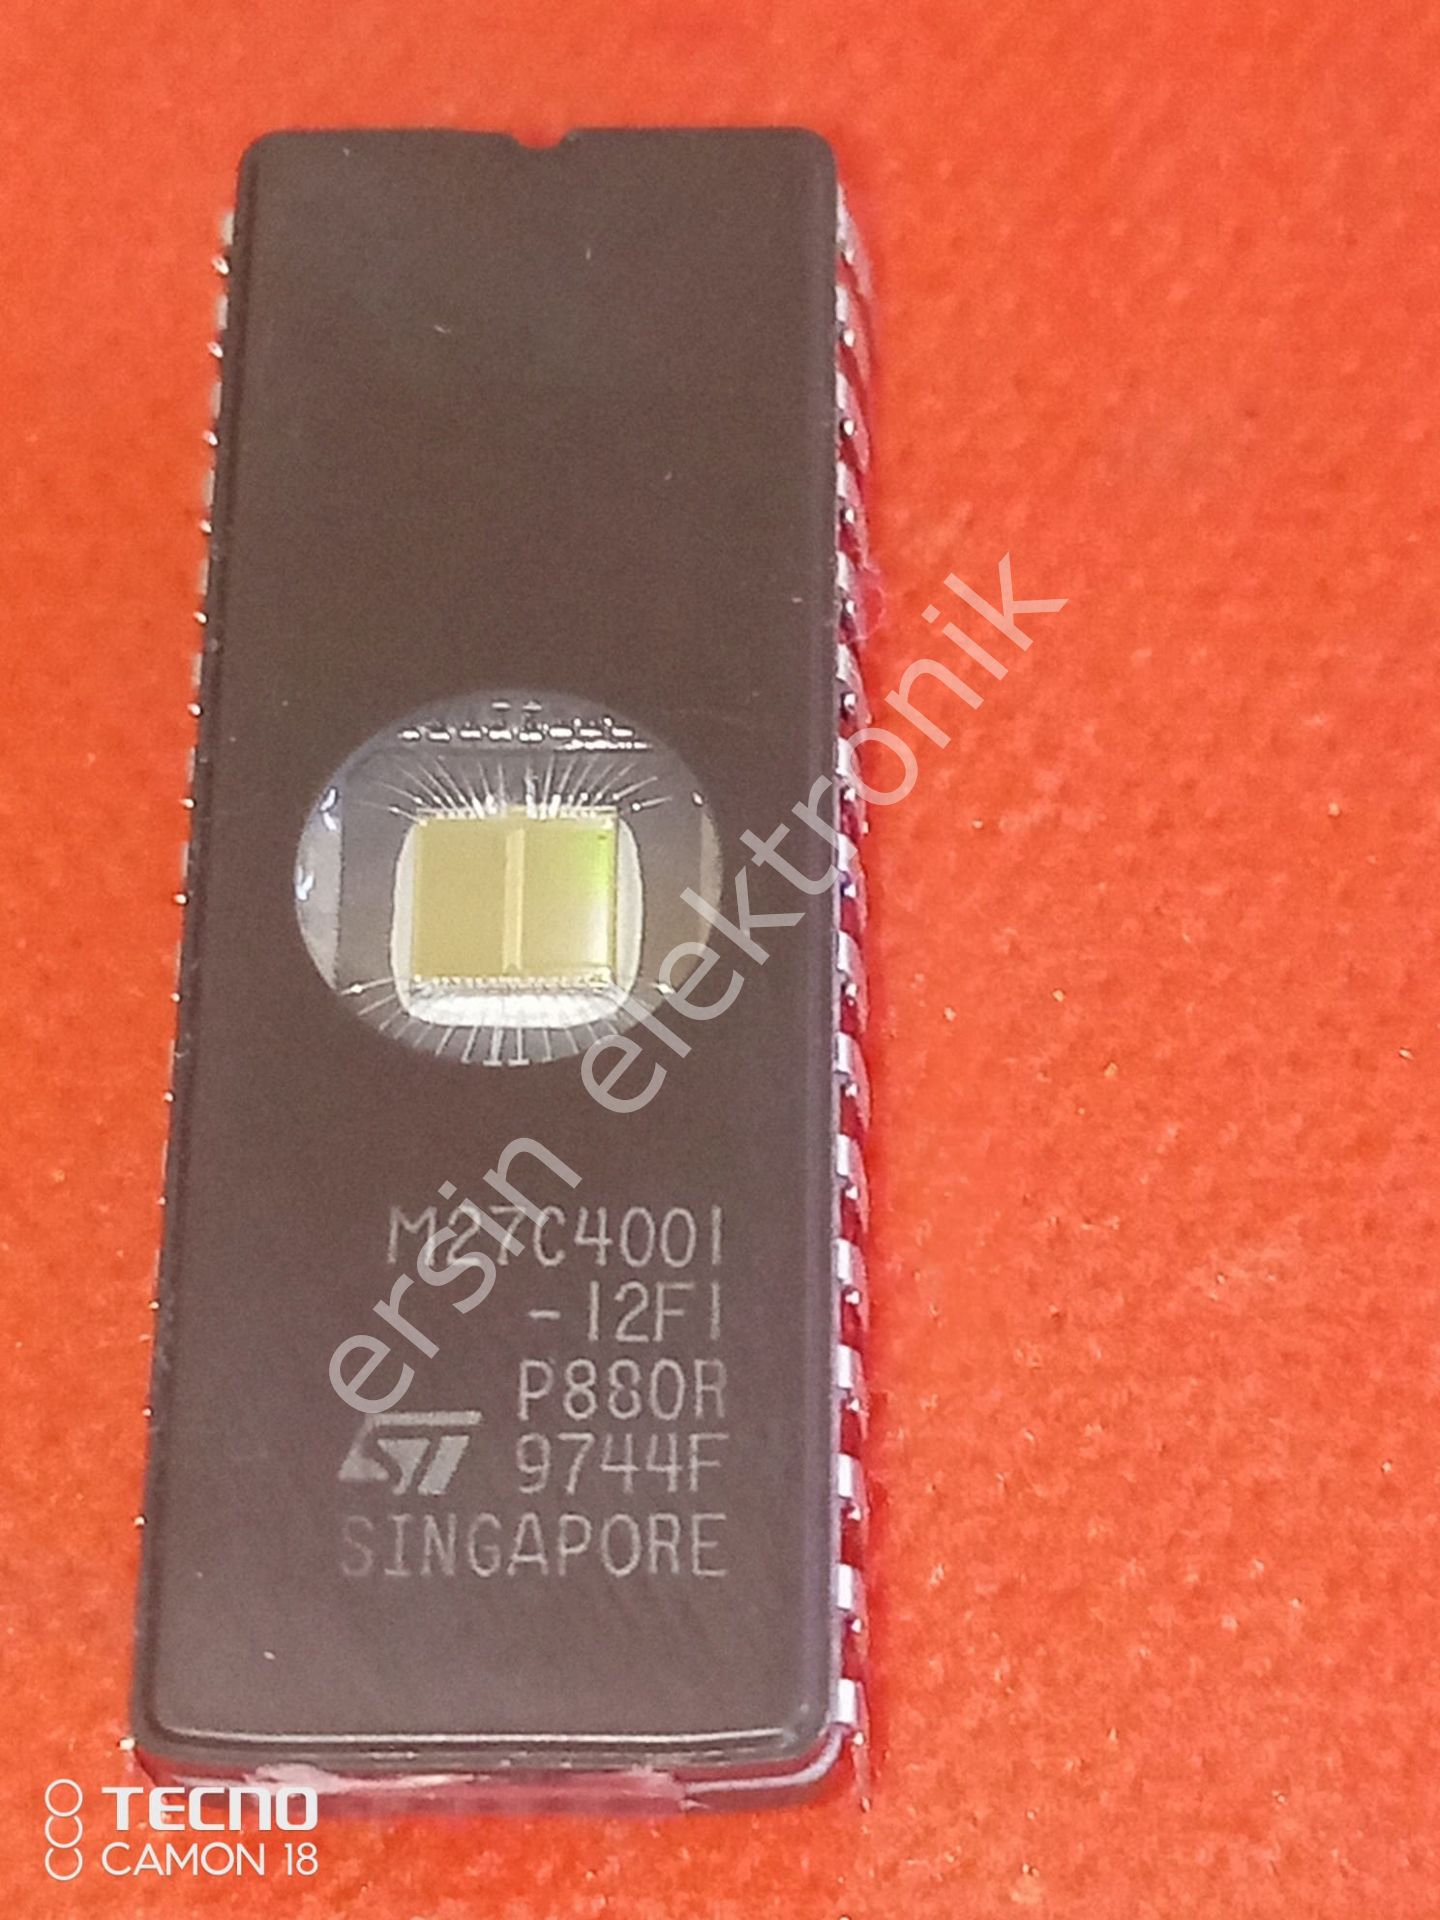 M27C4001
-12F1
P880R
ST 9744F
SINGAPORE
ersin elektronik
TECNO
CAMON 18